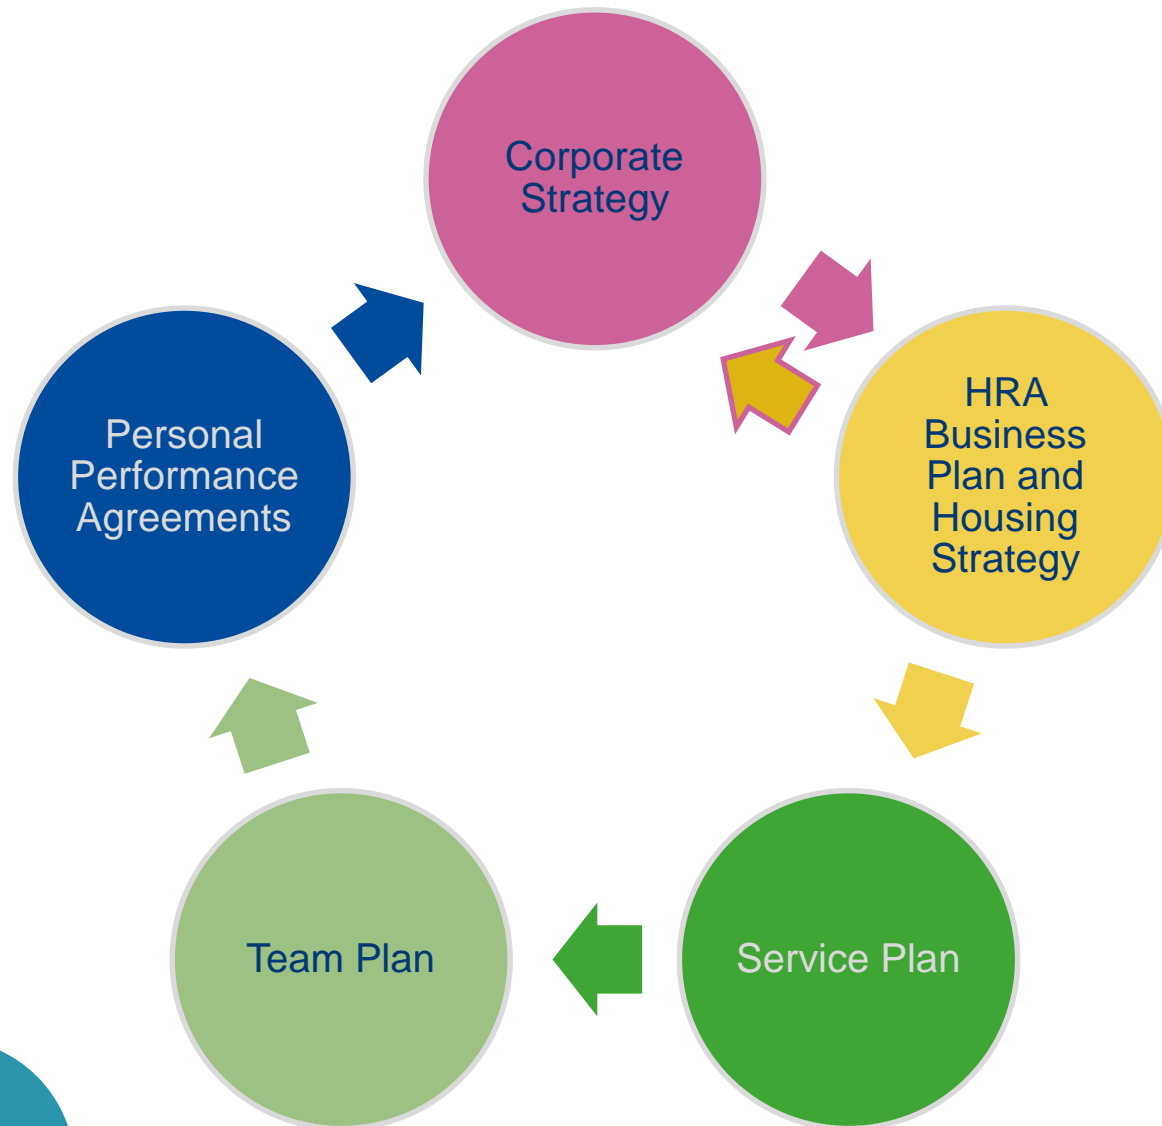 Corporate
Strategy
HRA
Business
Plan and
Housing
Strategy
Service Plan
Team Plan
Personal
Performance
Agreements